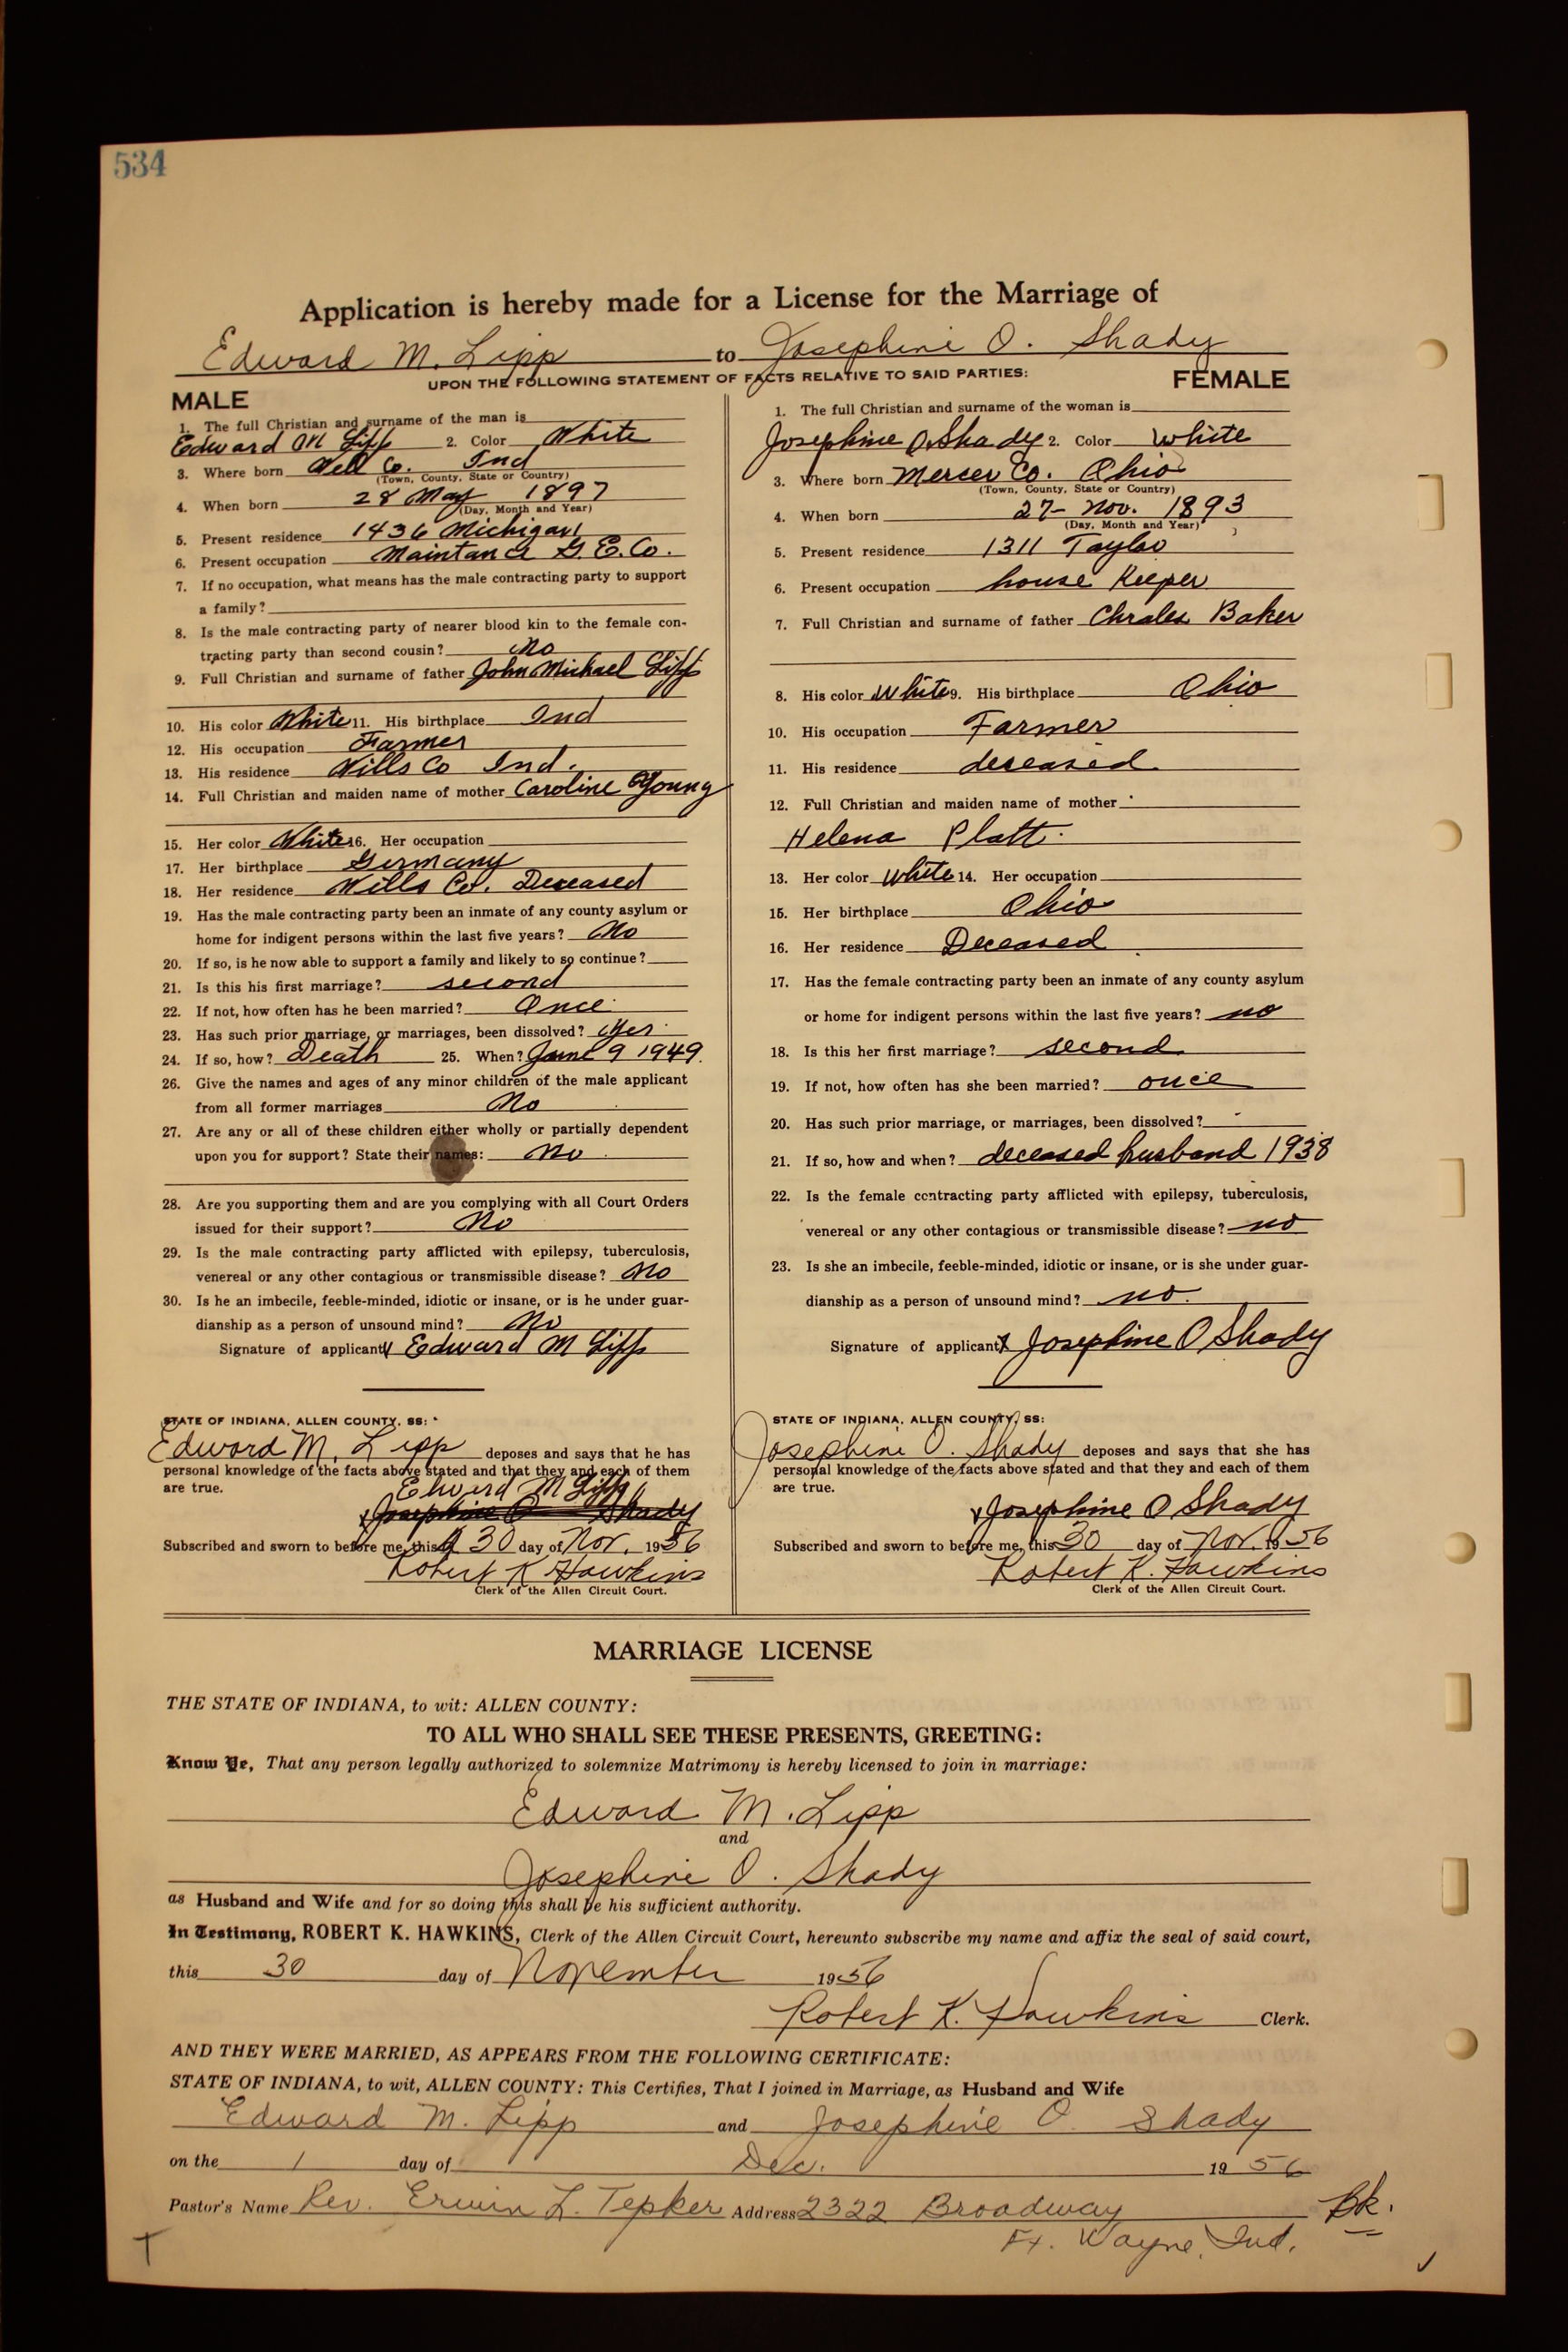 534
Application is hereby made for a License for the Marriage of
Edward M. Lipp to Josephine O. Shady
UPON THE FOLLOWING STATEMENT OF FACTS RELATIVE TO SAID PARTIES:
MALE
1. The full Christian and surname of the man is
Edward M Lipp 2. Color White
3. Where born Well Co. Ind
(Town, County, State or Country)
4. When born 28 May 1897
(Day, Month and Year)
5. Present residence 1436 Michigan
6. Present occupation Maintance G. E. Co.
7. If no occupation, what means has the male contracting party to support
a family?
8. Is the male contracting party of nearer blood kin to the female con-
tracting party than second cousin? No
9. Full Christian and surname of father John Michael Lipp
10. His color White 11. His birthplace Ind
12. His occupation Farmer
13. His residence Wills Co Ind.
14. Full Christian and maiden name of mother Caroline Young
15. Her color White 16. Her occupation
17. Her birthplace Germany
18. Her residence Wills Co. Deceased
19. Has the male contracting party been an inmate of any county asylum or
home for indigent persons within the last five years? No
20. If so, is he now able to support a family and likely to so continue?
21. Is this his first marriage? second
22. If not, how often has he been married? Once
23. Has such prior marriage, or marriages, been dissolved? Yes
24. If so, how? Death 25. When? June 9 1949
26. Give the names and ages of any minor children of the male applicant
from all former marriages No
27. Are any or all of these children either wholly or partially dependent
upon you for support? State their names: No
28. Are you supporting them and are you complying with all Court Orders
issued for their support? No
29. Is the male contracting party afflicted with epilepsy, tuberculosis,
venereal or any other contagious or transmissible disease? No
30. Is he an imbecile, feeble-minded, idiotic or insane, or is he under guar-
dianship as a person of unsound mind? No
Signature of applicant Edward M Lipp
STATE OF INDIANA, ALLEN COUNTY, SS:
Edward M. Lipp deposes and says that he has
personal knowledge of the facts above stated and that they and each of them
are true. Edward M Lipp
Josephine O Shady
Subscribed and sworn to before me, this 30 day of Nov. 1956
Robert K Hawkins
Clerk of the Allen Circuit Court.
FEMALE
1. The full Christian and surname of the woman is
Josephine O. Shady 2. Color White
3. Where born Mercer Co. Ohio
(Town, County, State or Country)
4. When born 27- Nov. 1893
(Day, Month and Year)
5. Present residence 1311 Taylor
6. Present occupation house Keeper
7. Full Christian and surname of father Chrales Baker
8. His color White 9. His birthplace Ohio
10. His occupation Farmer
11. His residence deseased
12. Full Christian and maiden name of mother
Helena Platt
13. Her color White 14. Her occupation
15. Her birthplace Ohio
16. Her residence Deceased
17. Has the female contracting party been an inmate of any county asylum
or home for indigent persons within the last five years? no
18. Is this her first marriage? second
19. If not, how often has she been married? once
20. Has such prior marriage, or marriages, been dissolved? -
21. If so, how and when? deceased husband 1938
22. Is the female contracting party afflicted with epilepsy, tuberculosis,
venereal or any other contagious or transmissible disease? no
23. Is she an imbecile, feeble-minded, idiotic or insane, or is she under guar-
dianship as a person of unsound mind? no.
Signature of applicant X Josephine O Shady
STATE OF INDIANA, ALLEN COUNTY, SS:
Josephine O. Shady deposes and says that she has
personal knowledge of the facts above stated and that they and each of them
are true.
Josephine O Shady
Subscribed and sworn to before me, this 30 day of Nov. 1956
Robert K. Hawkins
Clerk of the Allen Circuit Court.
MARRIAGE LICENSE
THE STATE OF INDIANA, to wit: ALLEN COUNTY:
TO ALL WHO SHALL SEE THESE PRESENTS, GREETING:
Know Ye, That any person legally authorized to solemnize Matrimony is hereby licensed to join in marriage:
Edward M. Lipp
and
Josephine O. Shady
as Husband and Wife and for so doing this shall be his sufficient authority.
In Testimony, ROBERT K. HAWKINS, Clerk of the Allen Circuit Court, hereunto subscribe my name and affix the seal of said court,
this 30 day of November 1956
Robert K. Hawkins Clerk.
AND THEY WERE MARRIED, AS APPEARS FROM THE FOLLOWING CERTIFICATE:
STATE OF INDIANA, to wit, ALLEN COUNTY: This Certifies, That I joined in Marriage, as Husband and Wife
Edward M. Lipp and Josephine O. Shady
on the 1 day of Dec. 1956
Pastor's Name Rev. Erwin L. Tepker Address 2322 Broadway
Ft. Wayne, Ind.
Bk.